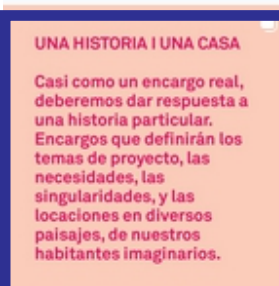 UNA HISTORIA I UNA CASA
Casi como un encargo real,
deberemos dar respuesta a
una historia particular.
Encargos que definirán los
temas de proyecto, las
necesidades, las
singularidades, y las
locaciones en diversos
paisajes, de nuestros
habitantes imaginarios.